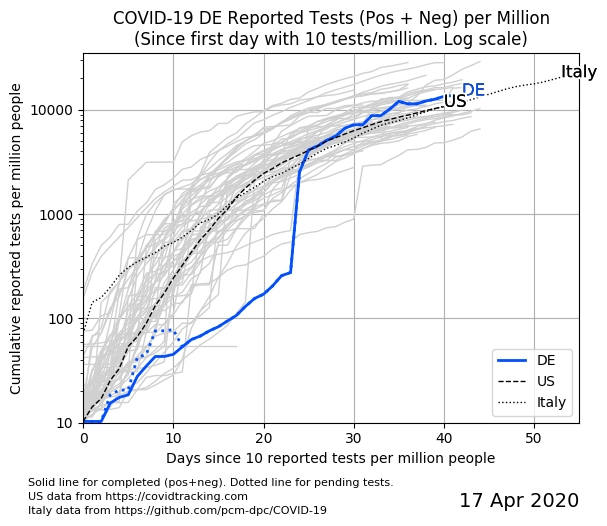 COVID-19 DE Reported Tests (Pos + Neg) per Million
(Since first day with 10 tests/million. Log scale)
Cumulative reported tests per million people
10000
1000
100
10
Italy
DE
US
DE
US
Italy
0
10
20
30
40
50
Days since 10 reported tests per million people
Solid line for completed (pos+neg). Dotted line for pending tests.
US data from https://covidtracking.com
Italy data from https://github.com/pcm-dpc/COVID-19
17 Apr 2020